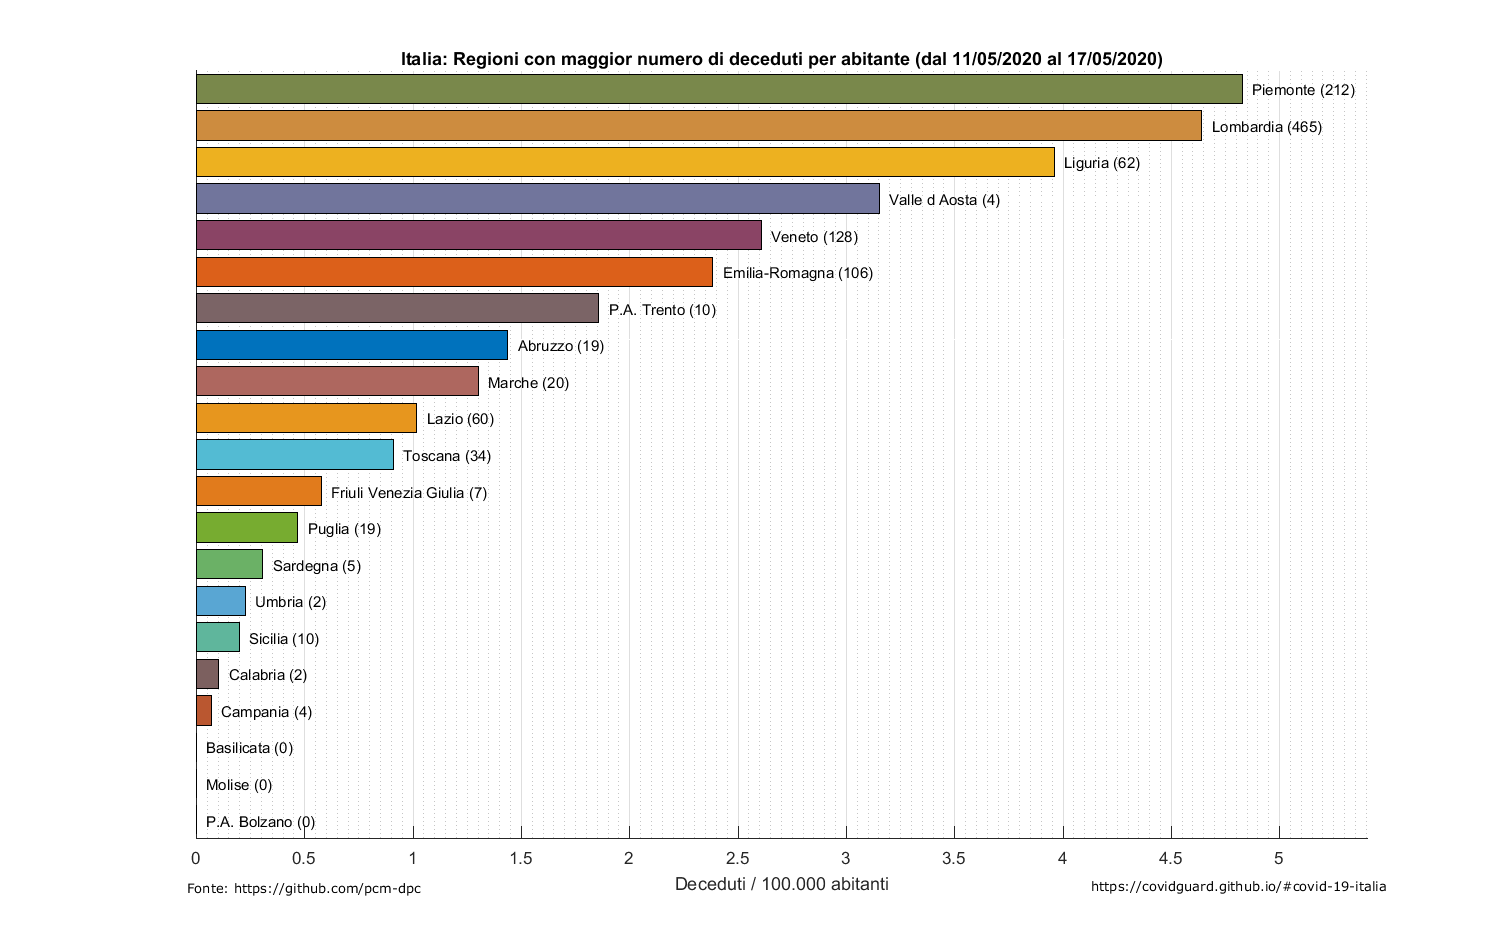 Italia: Regioni con maggior numero di deceduti per abitante (dal 11/05/2020 al 17/05/2020)
Piemonte (212)
Lombardia (465)
Liguria (62)
Valle d Aosta (4)
Veneto (128)
Emilia-Romagna (106)
P.A. Trento (10)
Abruzzo (19)
Marche (20)
Lazio (60)
Toscana (34)
Friuli Venezia Giulia (7)
Puglia (19)
Sardegna (5)
Umbria (2)
Sicilia (10)
Calabria (2)
Campania (4)
Basilicata (0)
Molise (0)
P.A. Bolzano (0)
0 0.5 1 1.5 2 2.5 3 3.5 4 4.5 5
Deceduti / 100.000 abitanti
Fonte: https://github.com/pcm-dpc
https://covidguard.github.io/#covid-19-italia